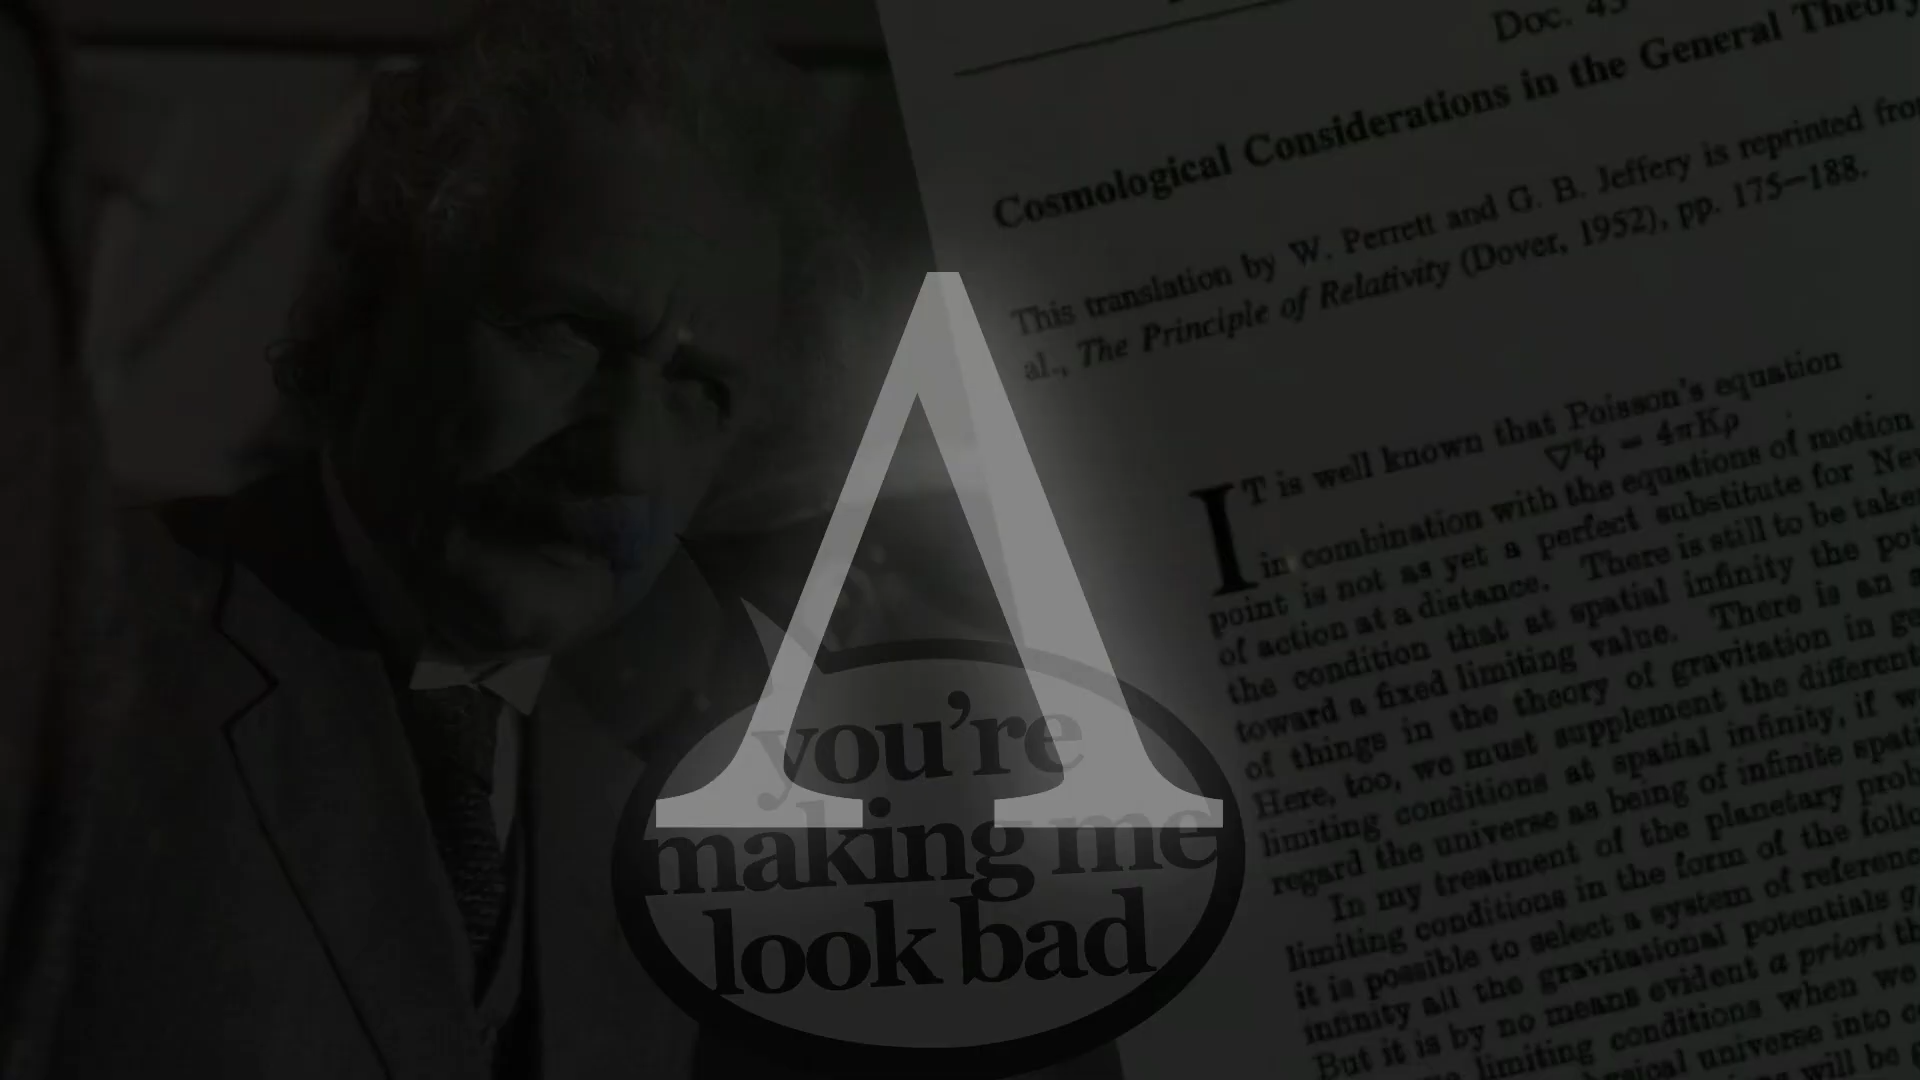 Doc. 43
Cosmological Considerations in the General Theory
This translation by W. Perrett and G. B. Jeffery is reprinted from
al., The Principle of Relativity (Dover, 1952), pp. 175–188.
IT is well known that Poisson's equation
∇²φ = 4πKρ
in combination with the equations of motion
point is not as yet a perfect substitute for
of action at a distance. There is still to be taken
the condition that at spatial infinity the
toward a fixed limiting value. There is an
of things in the theory of gravitation in
Here, too, we must supplement the
limiting conditions at spatial infinity, if
regard the universe as being of infinite
In my treatment of the planetary
limiting conditions in the form of the
it is possible to select a system of
infinity all the gravitational potentials
But it is by no means evident a priori
limiting conditions when we
universe into
will be
Λ
you're
making me
look bad